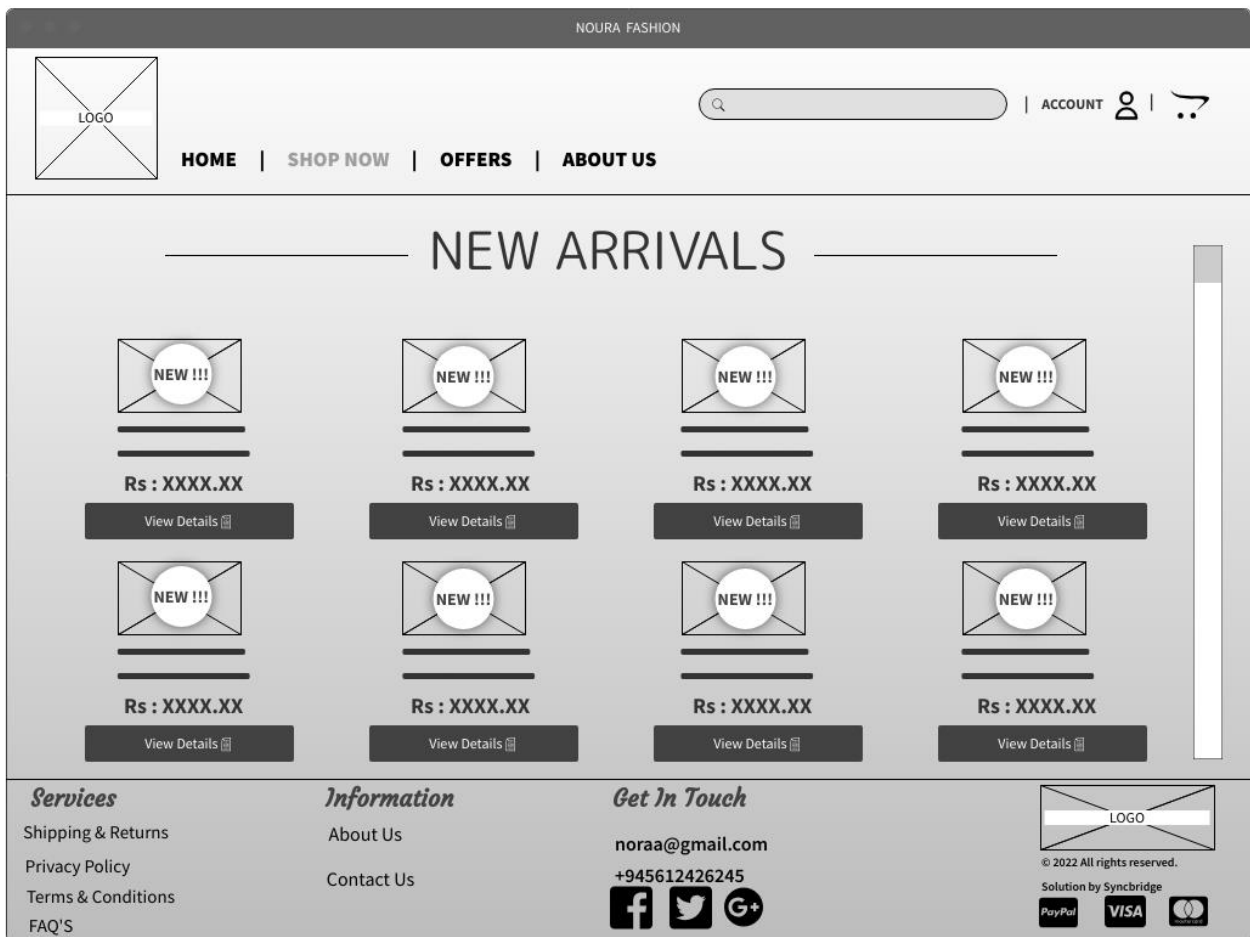 NOURA FASHION
LOGO
| ACCOUNT |
HOME | SHOP NOW | OFFERS | ABOUT US
NEW ARRIVALS
NEW !!! NEW !!! NEW !!! NEW !!!
Rs : XXXX.XX Rs : XXXX.XX Rs : XXXX.XX Rs : XXXX.XX
View Details View Details View Details View Details
NEW !!! NEW !!! NEW !!! NEW !!!
Rs : XXXX.XX Rs : XXXX.XX Rs : XXXX.XX Rs : XXXX.XX
View Details View Details View Details View Details
Services
Shipping & Returns
Privacy Policy
Terms & Conditions
FAQ'S
Information
About Us
Contact Us
Get In Touch
noraa@gmail.com
+945612426245
G+
LOGO
© 2022 All rights reserved.
Solution by Syncbridge
PayPal VISA